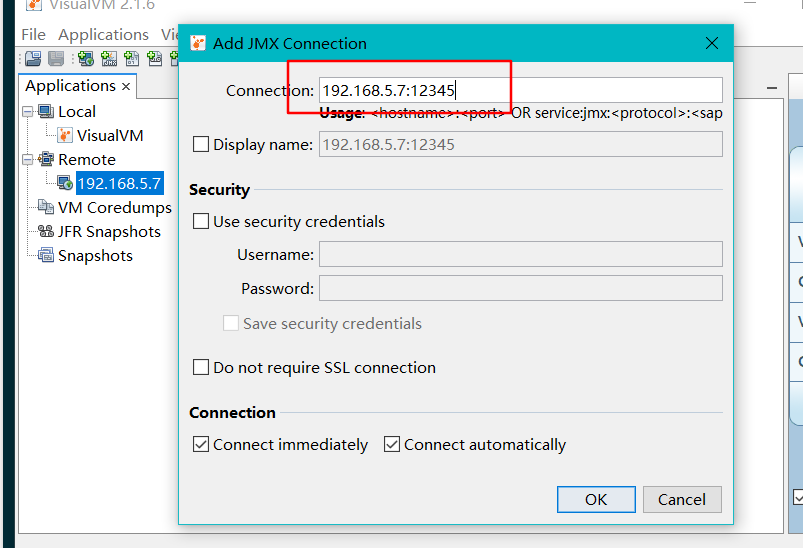 VisualVM 2.1.6
File Applications
Applications
Local
VisualVM
Remote
192.168.5.7
VM Coredumps
JFR Snapshots
Snapshots
Add JMX Connection
Connection: 192.168.5.7:12345
Usage: <hostname>:<port> OR service:jmx:<protocol>:<sap
Display name: 192.168.5.7:12345
Security
Use security credentials
Username:
Password:
Save security credentials
Do not require SSL connection
Connection
Connect immediately Connect automatically
OK Cancel